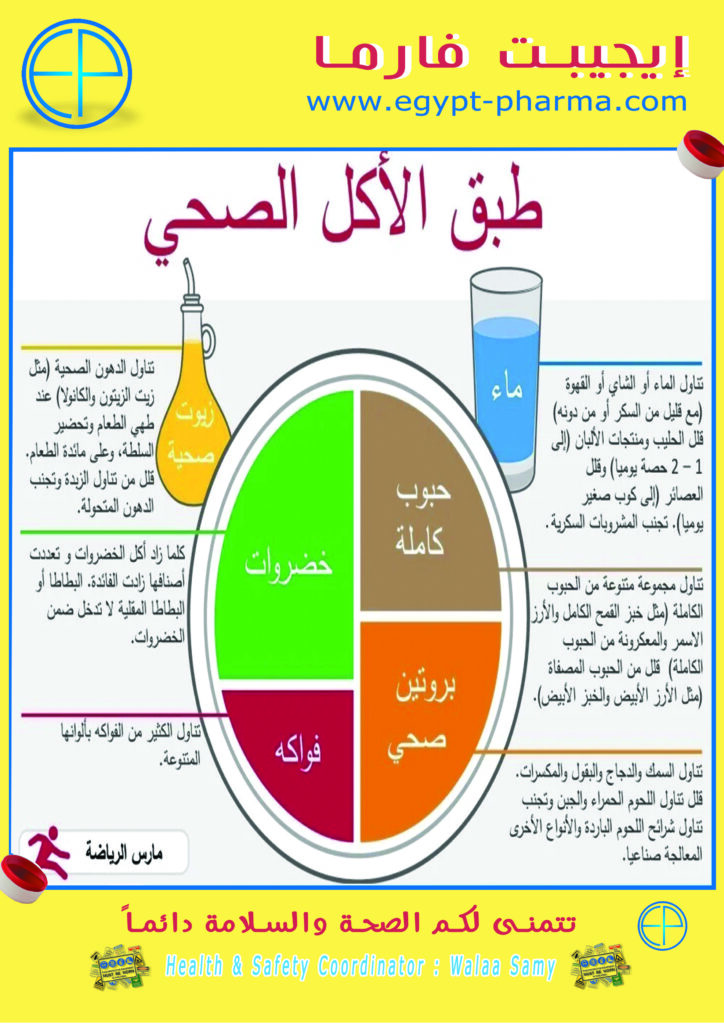 إيجيبت فارما
www.egypt-pharma.com
طبق الأكل الصحي
تناول الماء أو الشاي أو القهوة
(مع قليل من السكر أو من دونه)
قلل الحليب ومنتجات الألبان (إلى
1 – 2 حصة يوميا) وقلل
العصائر (إلى كوب صغير
يوميا). تجنب المشروبات السكرية.
ماء
تناول الدهون الصحية (مثل
زيت الزيتون والكانولا) عند
طهي الطعام وتحضير
السلطة، وعلى مائدة الطعام.
قلل من تناول الزبدة وتجنب
الدهون المتحولة.
زيوت
صحية
حبوب
كاملة
خضروات
تناول مجموعة متنوعة من الحبوب
الكاملة (مثل خبز القمح الكامل والأرز
الاسمر والمعكرونة من الحبوب
الكاملة) قلل من الحبوب المصفاة
(مثل الأرز الأبيض والخبز الأبيض).
كلما زاد أكل الخضروات و تعددت
أصنافها زادت الفائدة. البطاطا أو
البطاطا المقلية لا تدخل ضمن
الخضروات.
بروتين
صحي
فواكه
تناول السمك والدجاج والبقول والمكسرات.
قلل تناول اللحوم الحمراء والجبن وتجنب
تناول شرائح اللحوم الباردة والأنواع الأخرى
المعالجة صناعيا.
تناول الكثير من الفواكه بألوانها
المتنوعة.
مارس الرياضة
تتمنى لكم الصحة والسلامة دائماً
Health & Safety Coordinator : Walaa Samy